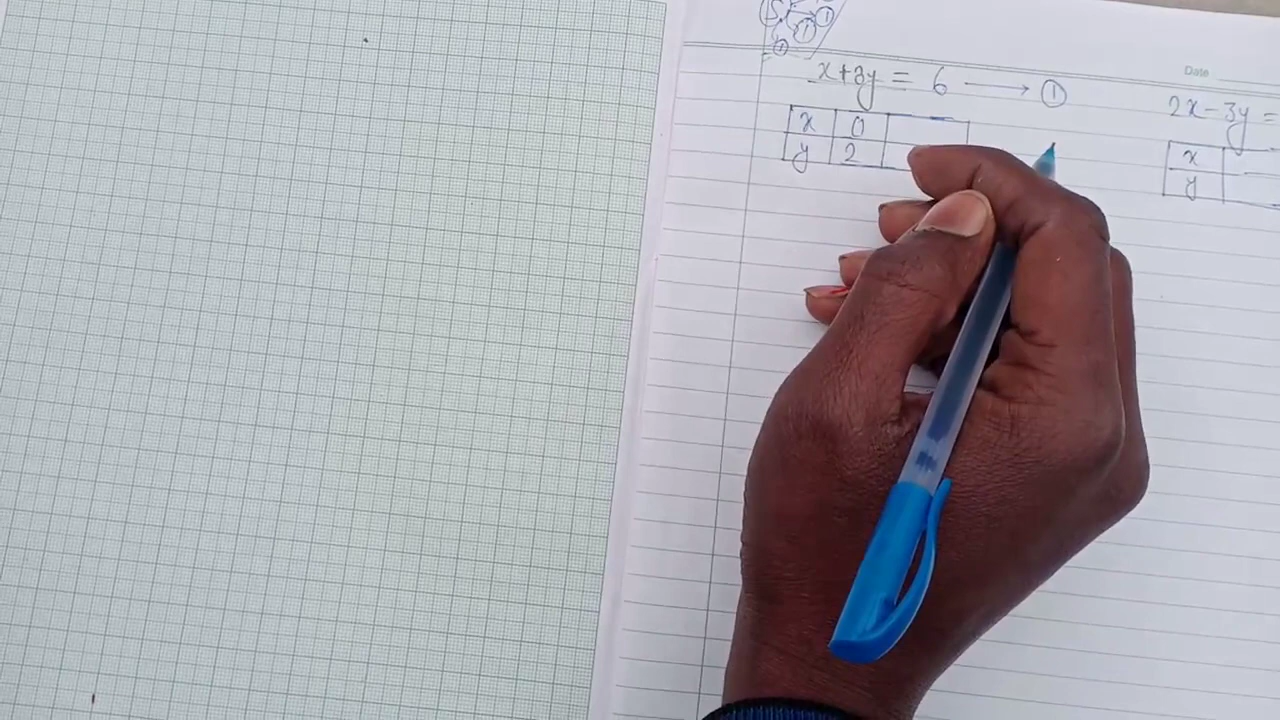 Date
x+3y = 6 → ①
2x-3y =
x 0
y 2
x
y